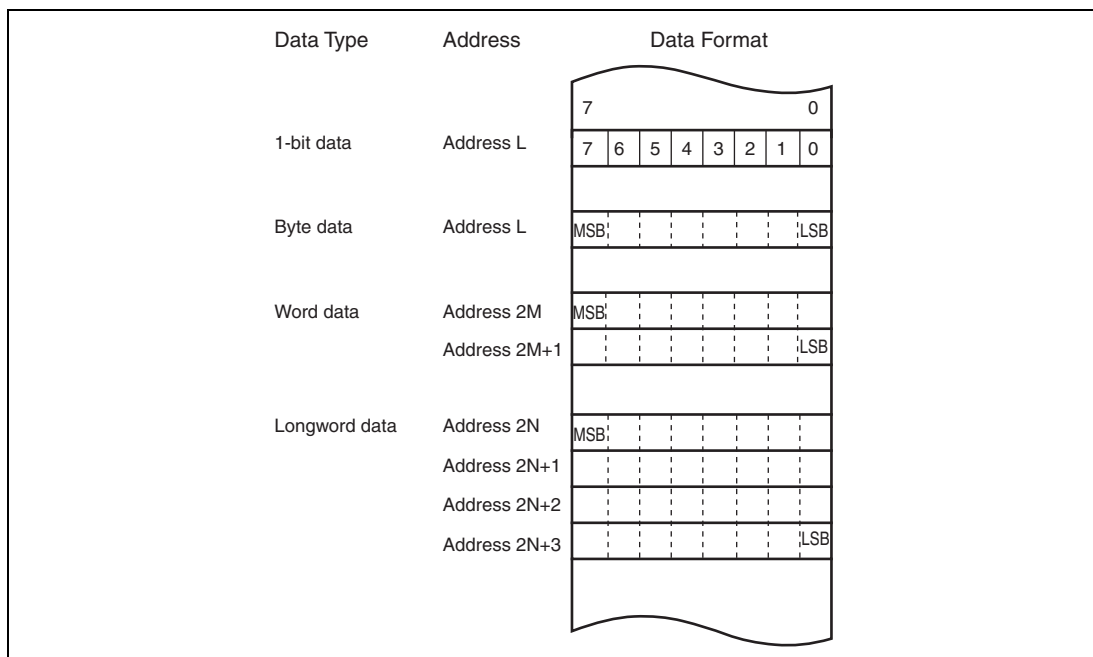 Data Type Address Data Format
7 0
1-bit data Address L 7 6 5 4 3 2 1 0
Byte data Address L MSB LSB
Word data Address 2M MSB
Address 2M+1 LSB
Longword data Address 2N MSB
Address 2N+1
Address 2N+2
Address 2N+3 LSB